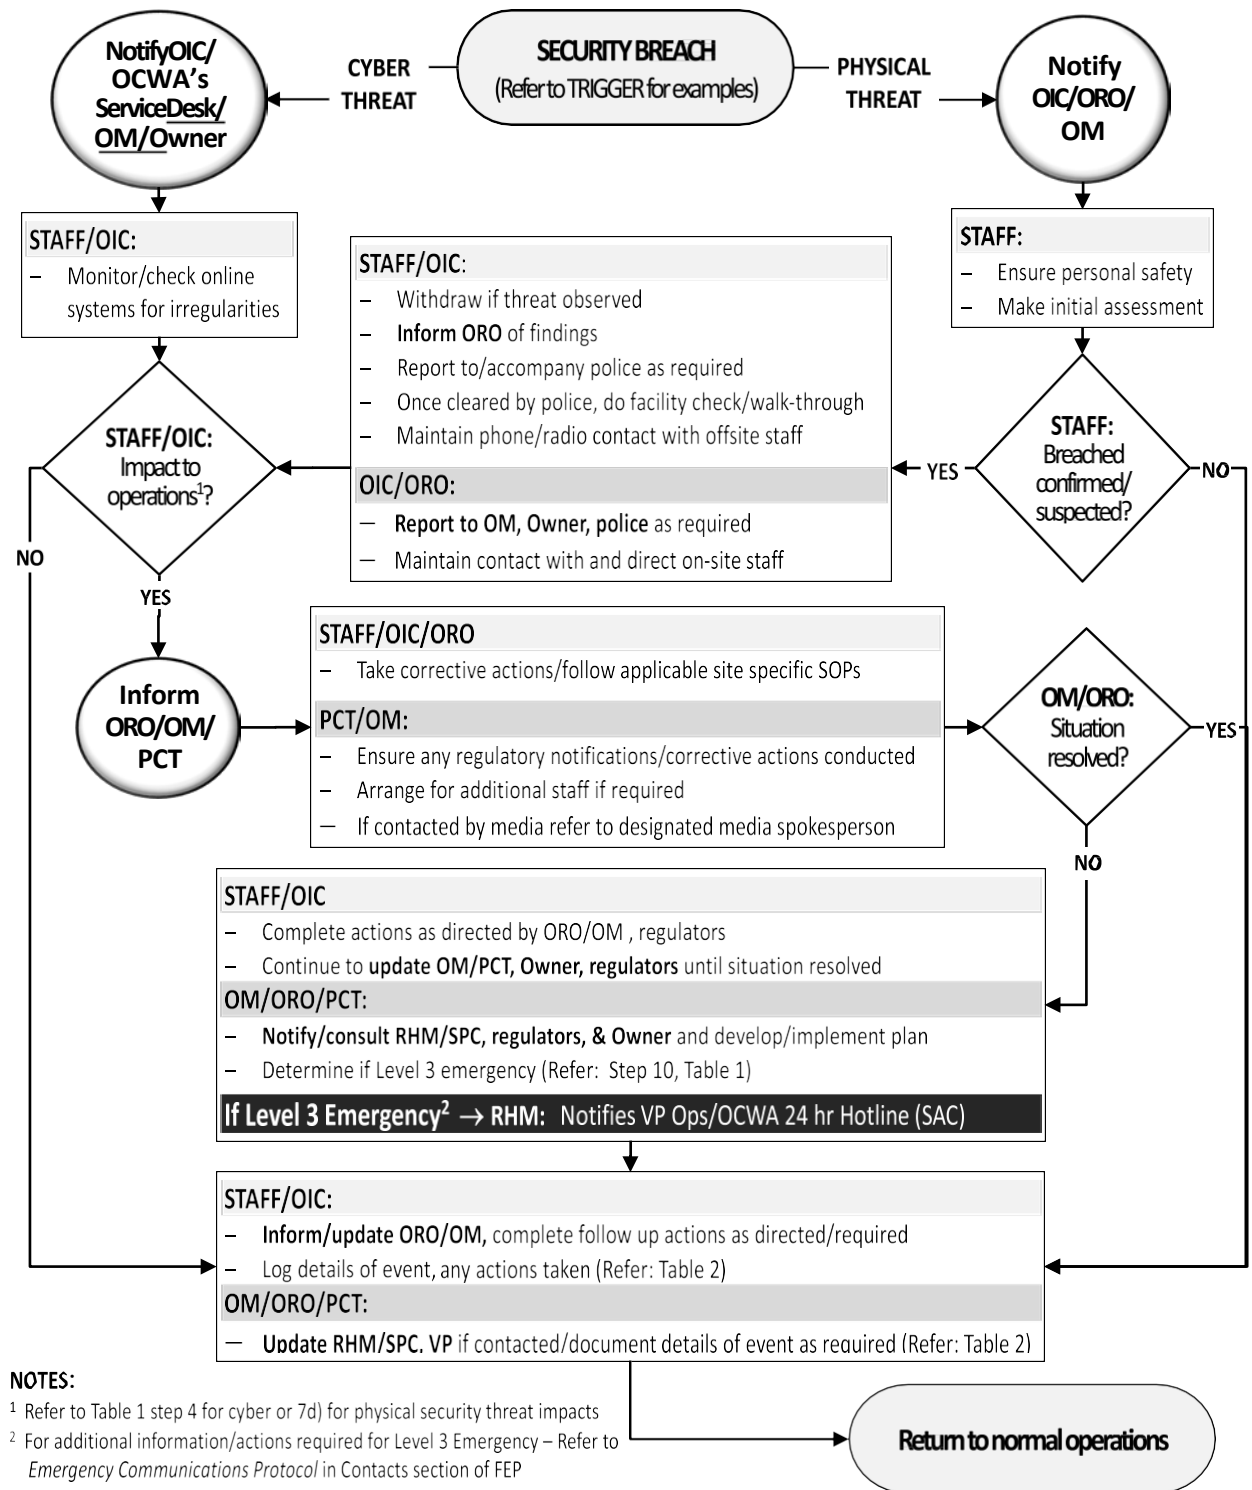 SECURITY BREACH
(Refer to TRIGGER for examples)
CYBER
THREAT
PHYSICAL
THREAT
NotifyOIC/
OCWA's
ServiceDesk/
OM/Owner
Notify
OIC/ORO/
OM
STAFF/OIC:
– Monitor/check online
systems for irregularities
STAFF:
– Ensure personal safety
– Make initial assessment
STAFF/OIC:
– Withdraw if threat observed
– Inform ORO of findings
– Report to/accompany police as required
– Once cleared by police, do facility check/walk-through
– Maintain phone/radio contact with offsite staff
OIC/ORO:
– Report to OM, Owner, police as required
– Maintain contact with and direct on-site staff
STAFF/OIC:
Impact to
operations¹?
STAFF:
Breached
confirmed/
suspected?
YES
NO
NO
YES
Inform
ORO/OM/
PCT
STAFF/OIC/ORO
– Take corrective actions/follow applicable site specific SOPs
PCT/OM:
– Ensure any regulatory notifications/corrective actions conducted
– Arrange for additional staff if required
– If contacted by media refer to designated media spokesperson
OM/ORO:
Situation
resolved?
YES
NO
STAFF/OIC
– Complete actions as directed by ORO/OM , regulators
– Continue to update OM/PCT, Owner, regulators until situation resolved
OM/ORO/PCT:
– Notify/consult RHM/SPC, regulators, & Owner and develop/implement plan
– Determine if Level 3 emergency (Refer: Step 10, Table 1)
If Level 3 Emergency² → RHM: Notifies VP Ops/OCWA 24 hr Hotline (SAC)
STAFF/OIC:
– Inform/update ORO/OM, complete follow up actions as directed/required
– Log details of event, any actions taken (Refer: Table 2)
OM/ORO/PCT:
– Update RHM/SPC, VP if contacted/document details of event as required (Refer: Table 2)
NOTES:
¹ Refer to Table 1 step 4 for cyber or 7d) for physical security threat impacts
² For additional information/actions required for Level 3 Emergency – Refer to
Emergency Communications Protocol in Contacts section of FEP
Return to normal operations